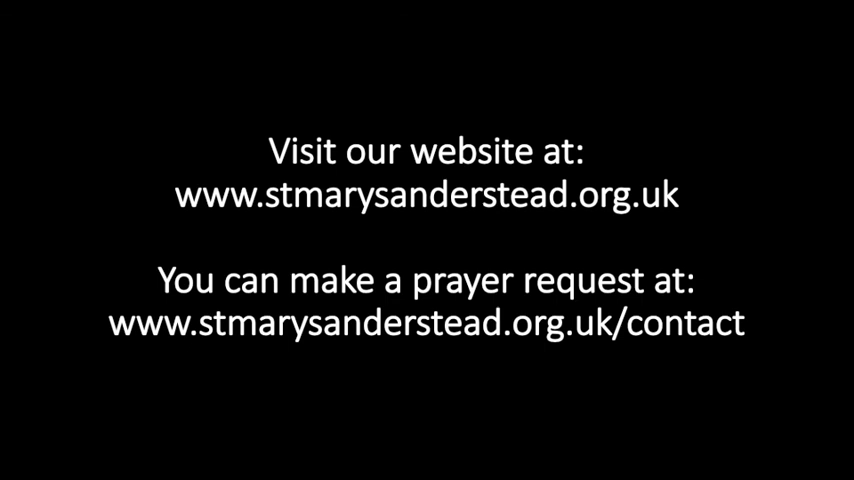 Visit our website at:
www.stmarysanderstead.org.uk
You can make a prayer request at:
www.stmarysanderstead.org.uk/contact